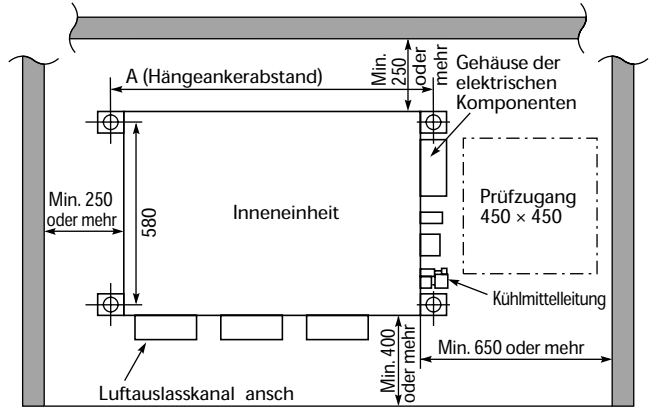 A (Hängeankerabstand)
Min.
250
oder
mehr
Gehäuse der
elektrischen
Komponenten
Min. 250
oder mehr
580
Inneneinheit
Prüfzugang
450 × 450
Kühlmittelleitung
Min. 400
oder mehr
Min. 650 oder mehr
Luftauslasskanal ansch